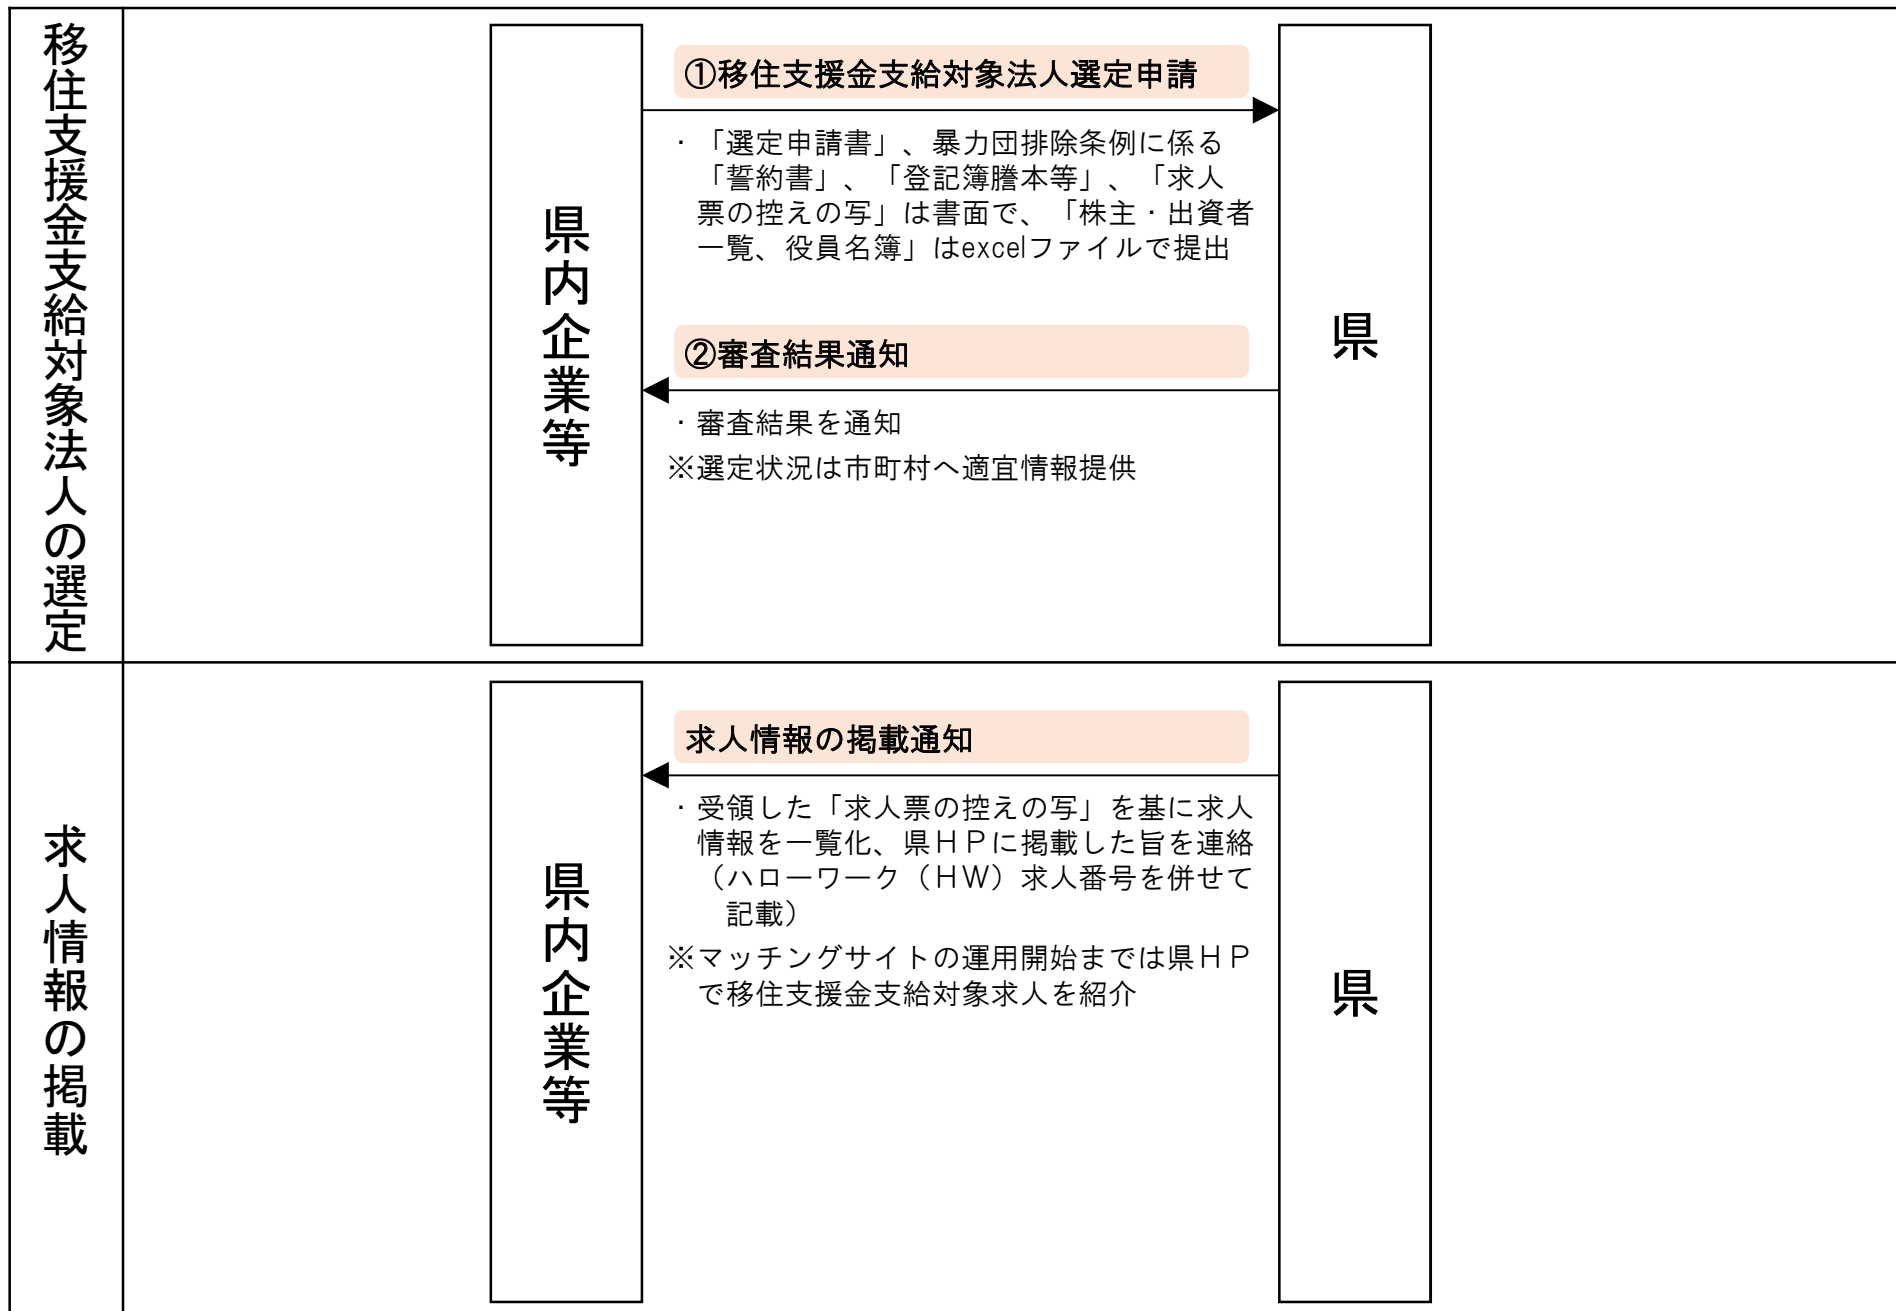 移住支援金支給対象法人の選定
県内企業等
①移住支援金支給対象法人選定申請
・「選定申請書」、暴力団排除条例に係る
「誓約書」、「登記簿謄本等」、「求人
票の控えの写」は書面で、「株主・出資者
一覧、役員名簿」はexcelファイルで提出
②審査結果通知
・審査結果を通知
※選定状況は市町村へ適宜情報提供
県
求人情報の掲載
県内企業等
求人情報の掲載通知
・受領した「求人票の控えの写」を基に求人
情報を一覧化、県ＨＰに掲載した旨を連絡
（ハローワーク（ＨＷ）求人番号を併せて
記載）
※マッチングサイトの運用開始までは県ＨＰ
で移住支援金支給対象求人を紹介
県